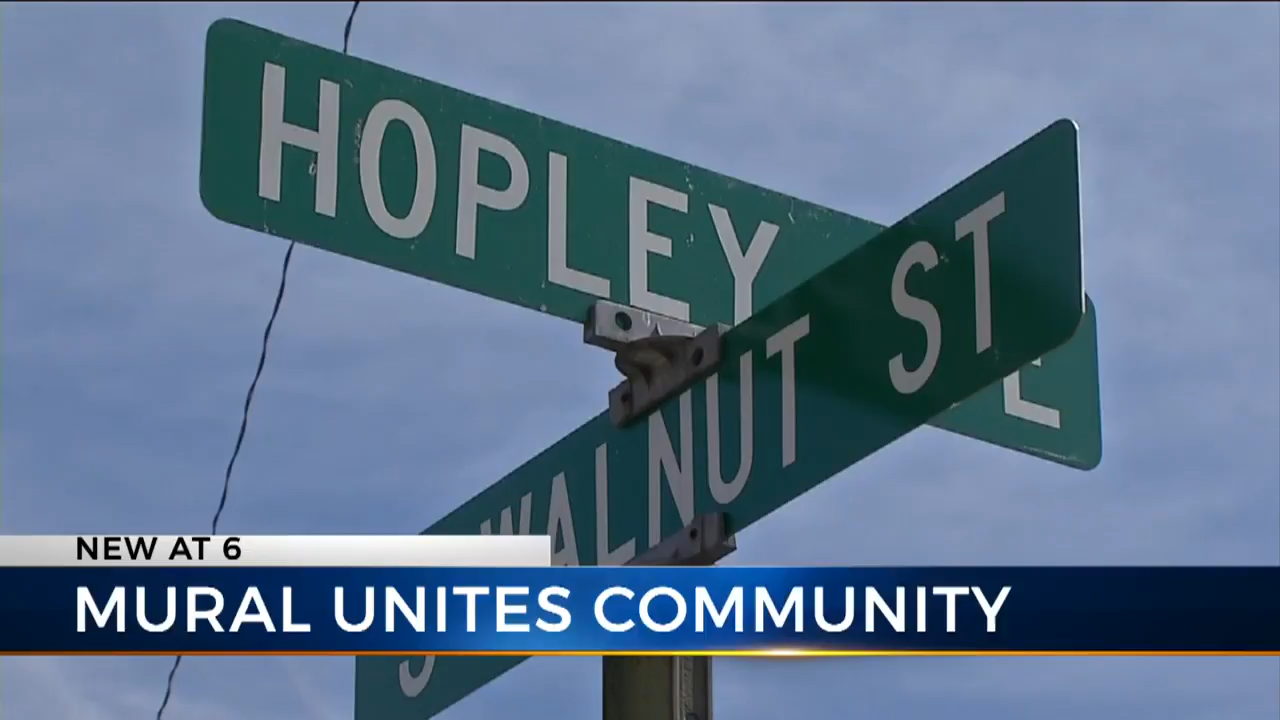 HOPLEY
E
S WALNUT ST
NEW AT 6
MURAL UNITES COMMUNITY